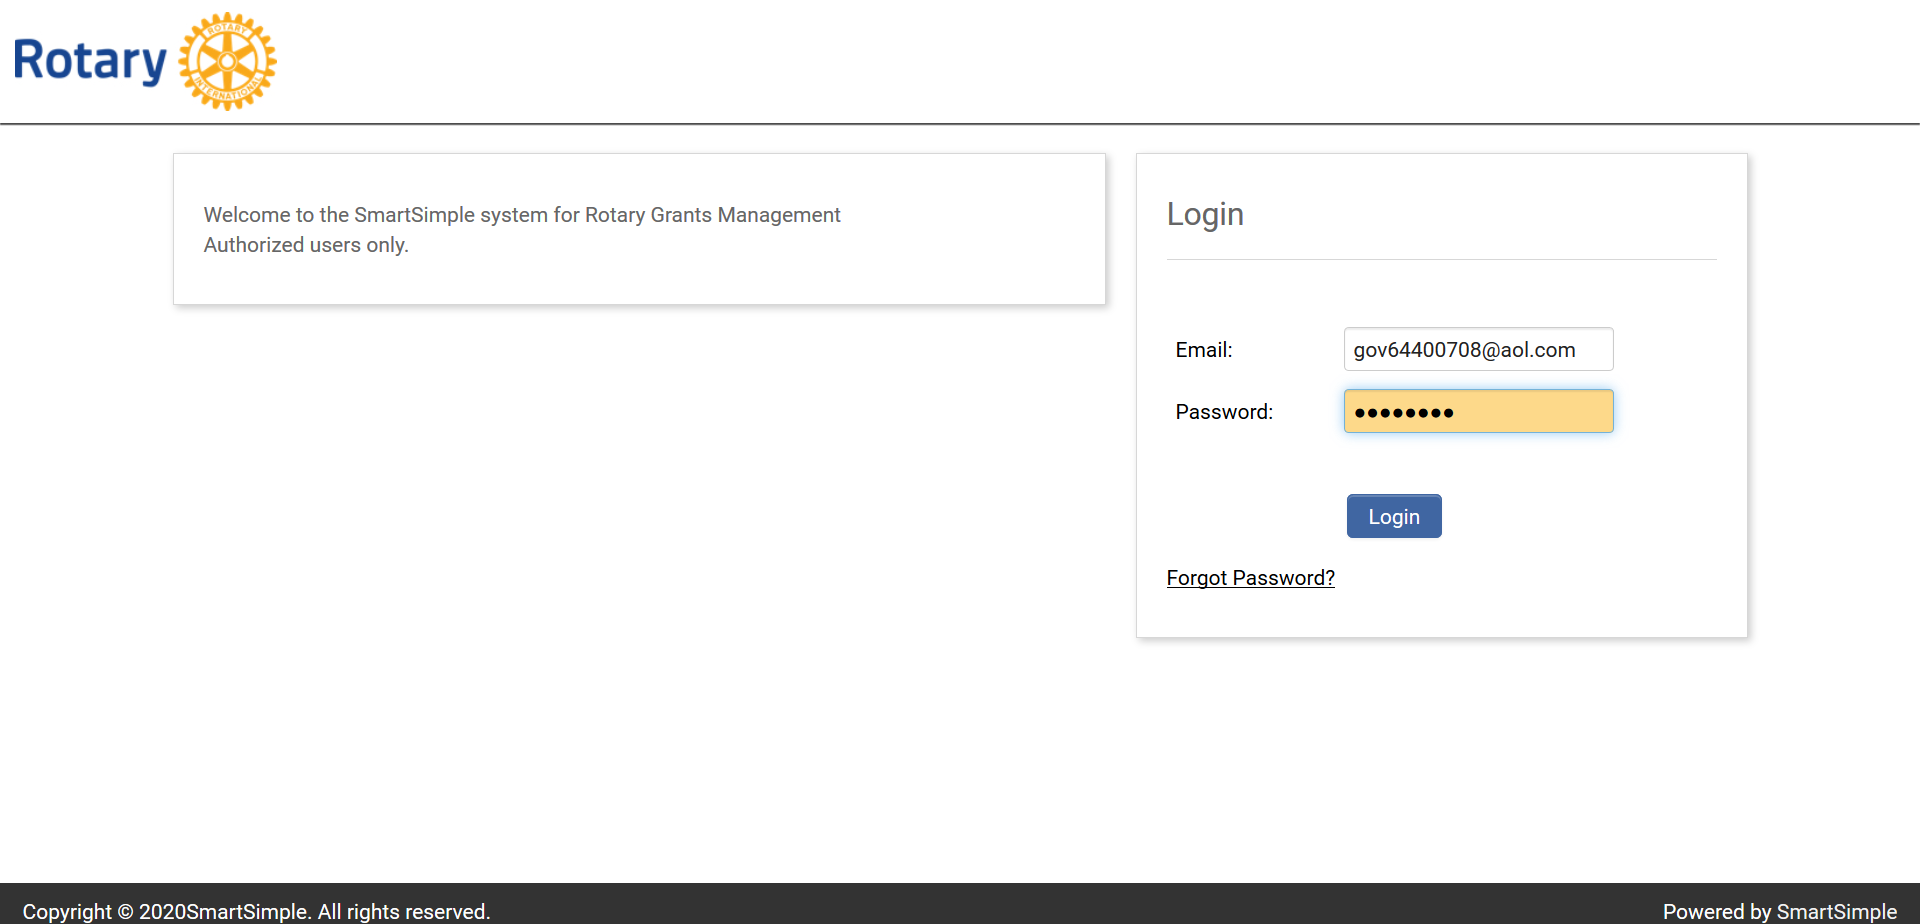 Rotary
ROTARY
INTERNATIONAL
Welcome to the SmartSimple system for Rotary Grants Management
Authorized users only.
Login
Email:
gov64400708@aol.com
Password:
••••••••
Login
Forgot Password?
Copyright © 2020SmartSimple. All rights reserved.
Powered by SmartSimple